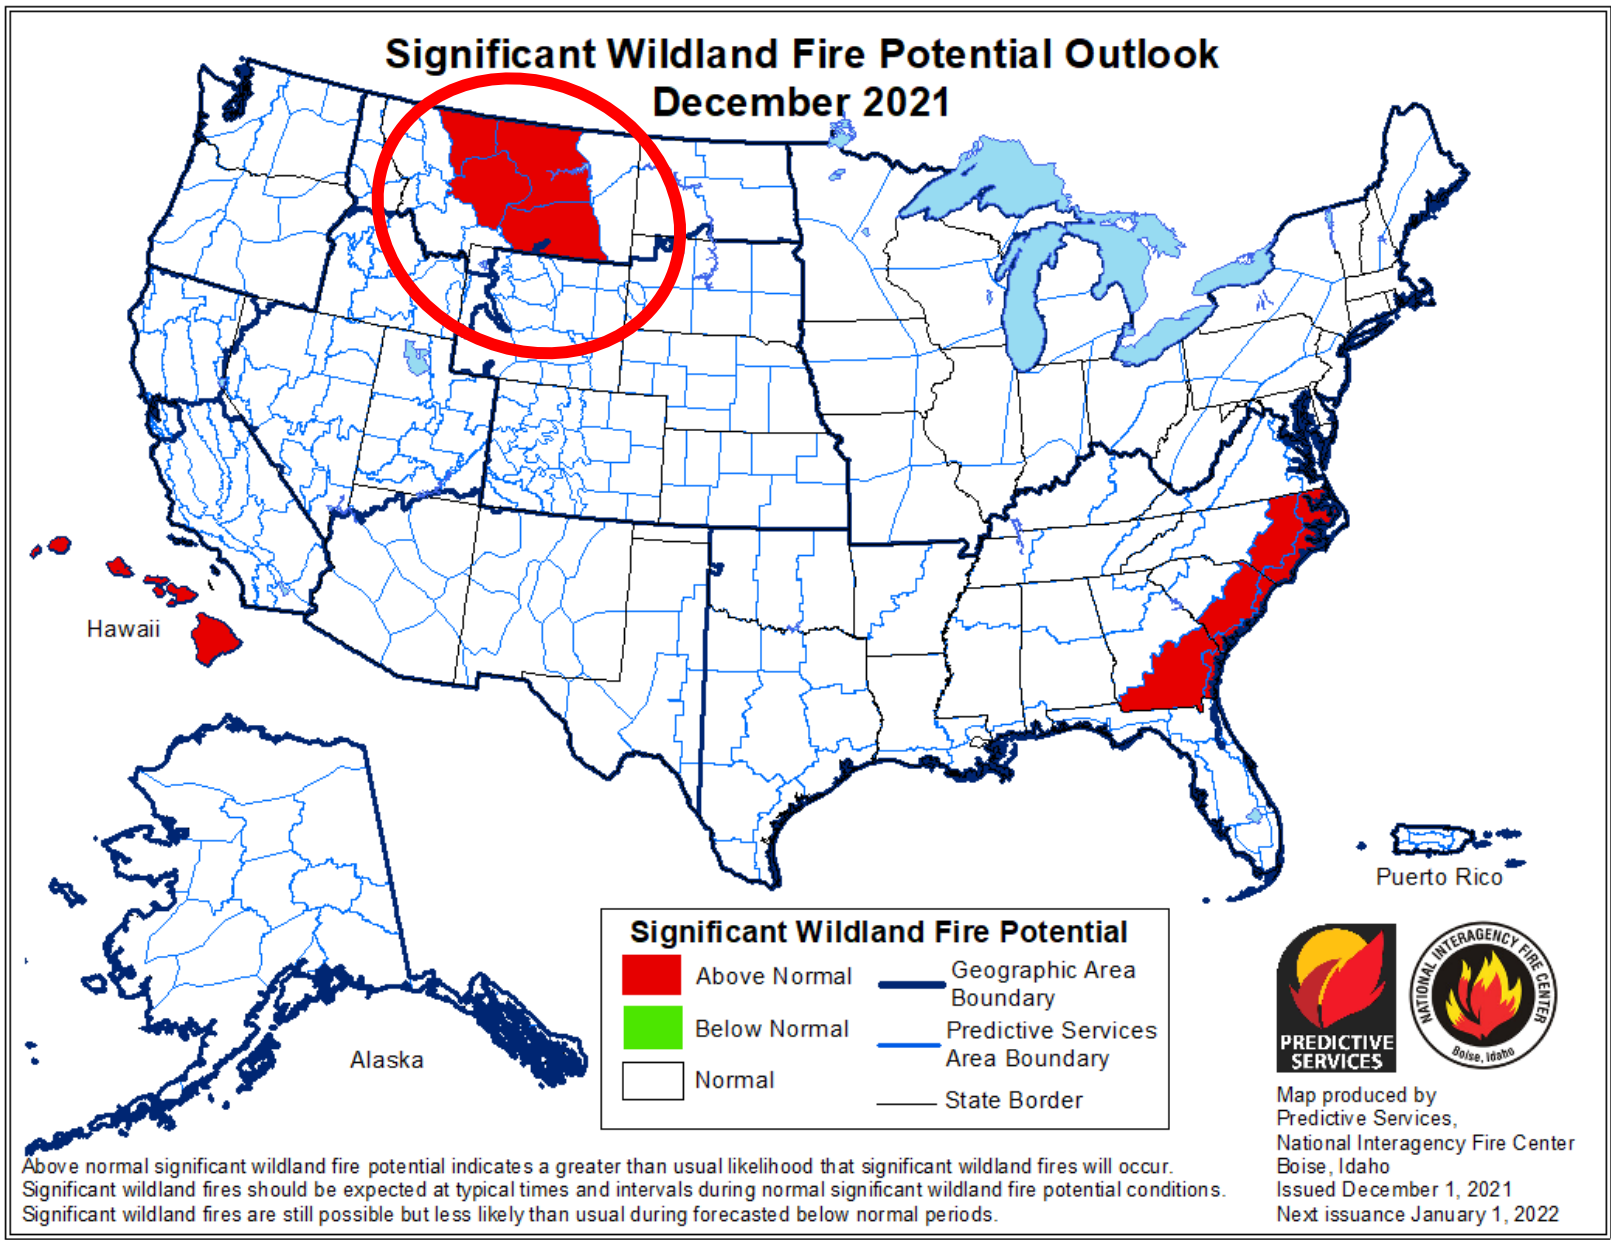 Significant Wildland Fire Potential Outlook
December 2021
Hawaii
Alaska
Puerto Rico
Significant Wildland Fire Potential
Above Normal
Below Normal
Normal
Geographic Area
Boundary
Predictive Services
Area Boundary
State Border
PREDICTIVE
SERVICES
NATIONAL INTERAGENCY FIRE CENTER
Boise, Idaho
Map produced by
Predictive Services,
National Interagency Fire Center
Boise, Idaho
Issued December 1, 2021
Next issuance January 1, 2022
Above normal significant wildland fire potential indicates a greater than usual likelihood that significant wildland fires will occur.
Significant wildland fires should be expected at typical times and intervals during normal significant wildland fire potential conditions.
Significant wildland fires are still possible but less likely than usual during forecasted below normal periods.